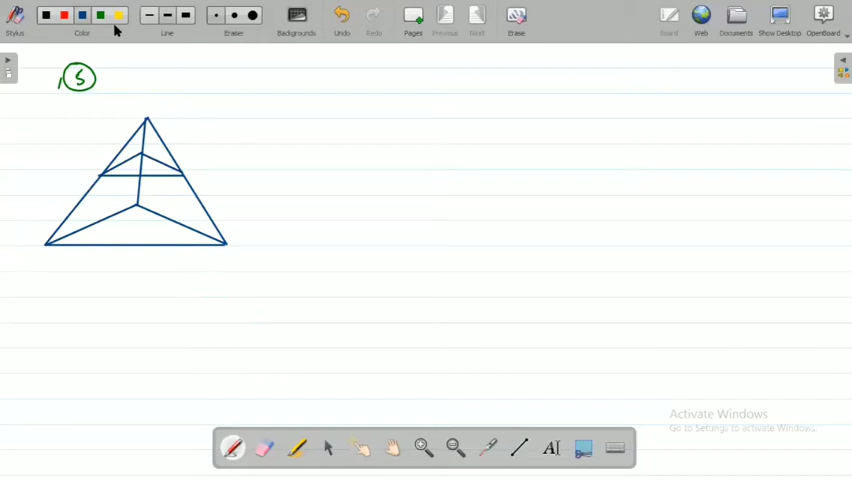 Stylus
Color
Line
Eraser
Backgrounds
Undo
Redo
Pages
Previous
Next
Erase
Board
Web
Documents
Show Desktop
OpenBoard
5
Activate Windows
Go to Settings to activate Windows.